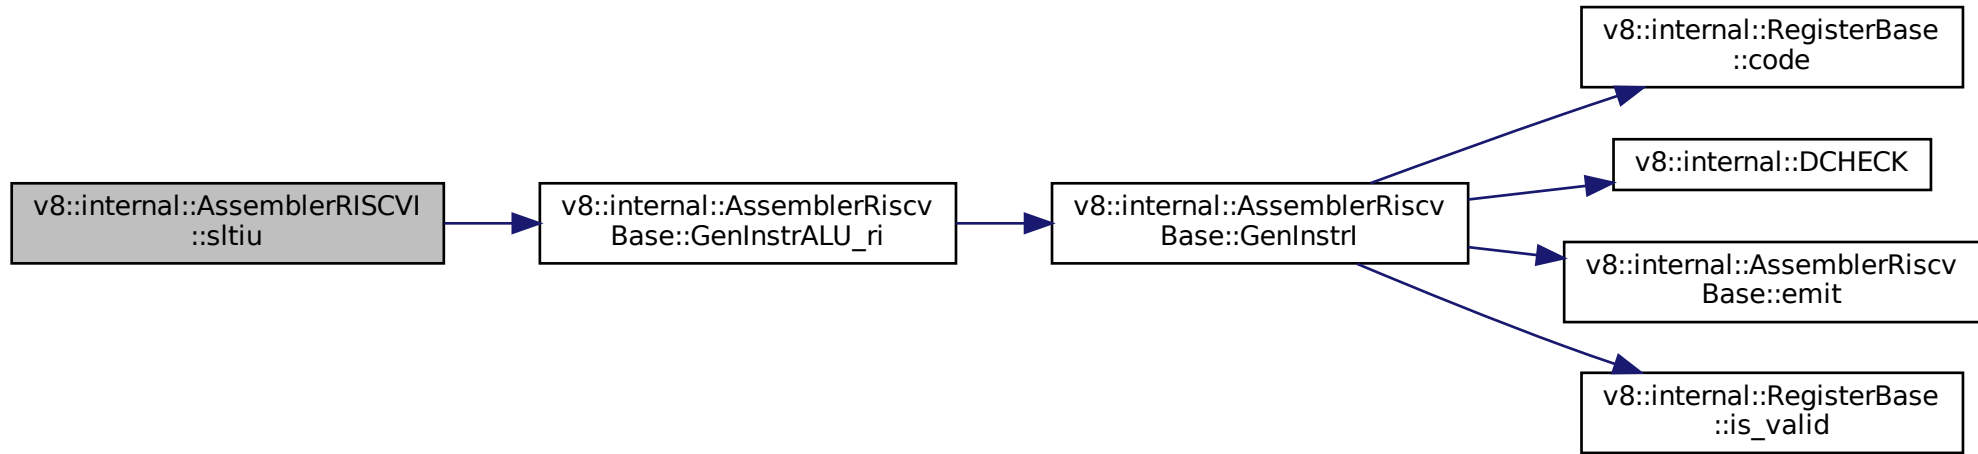 v8::internal::AssemblerRISCVI
::sltiu
v8::internal::AssemblerRiscv
Base::GenInstrALU_ri
v8::internal::AssemblerRiscv
Base::GenInstrI
v8::internal::RegisterBase
::code
v8::internal::DCHECK
v8::internal::AssemblerRiscv
Base::emit
v8::internal::RegisterBase
::is_valid